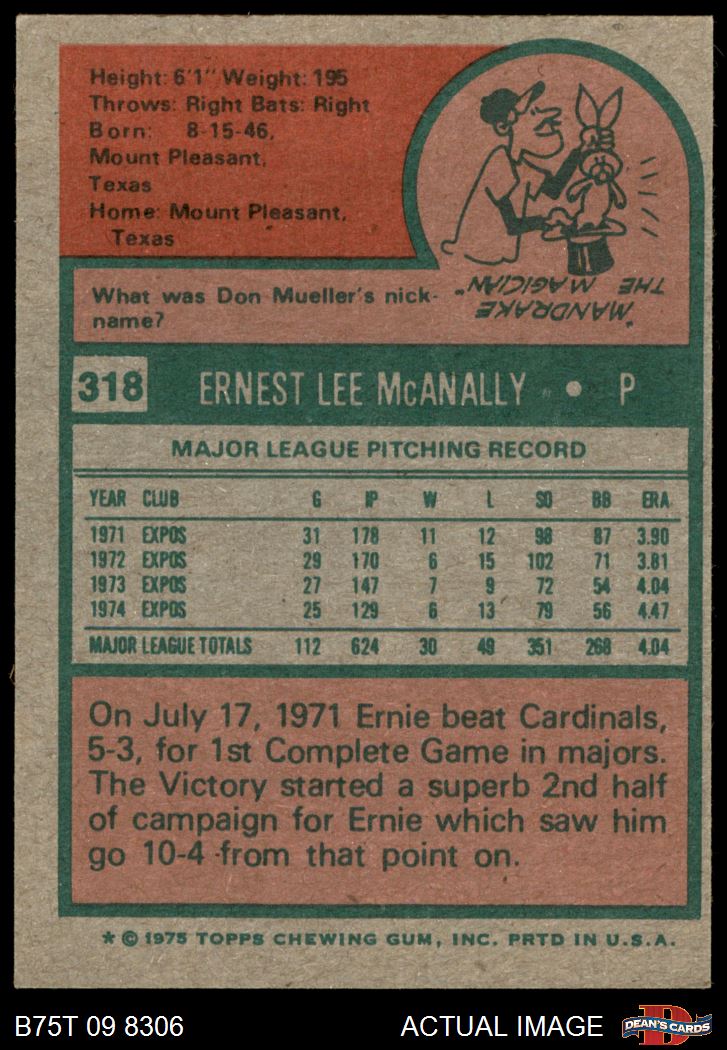 Height: 6'1" Weight: 195
Throws: Right Bats: Right
Born: 8-15-46,
Mount Pleasant,
Texas
Home: Mount Pleasant,
Texas
What was Don Mueller's nick-
name?
"MANDRAKE
THE MAGICIAN"
318 ERNEST LEE McANALLY • P
MAJOR LEAGUE PITCHING RECORD
YEAR CLUB G IP W L SO BB ERA
1971 EXPOS 31 178 11 12 98 87 3.90
1972 EXPOS 29 170 6 15 102 71 3.81
1973 EXPOS 27 147 7 9 72 54 4.04
1974 EXPOS 25 129 6 13 79 56 4.47
MAJOR LEAGUE TOTALS 112 624 30 49 351 268 4.04
On July 17, 1971 Ernie beat Cardinals,
5-3, for 1st Complete Game in majors.
The Victory started a superb 2nd half
of campaign for Ernie which saw him
go 10-4 from that point on.
* © 1975 TOPPS CHEWING GUM, INC. PRTD IN U.S.A.
B75T 09 8306 ACTUAL IMAGE D DEAN'S CARDS